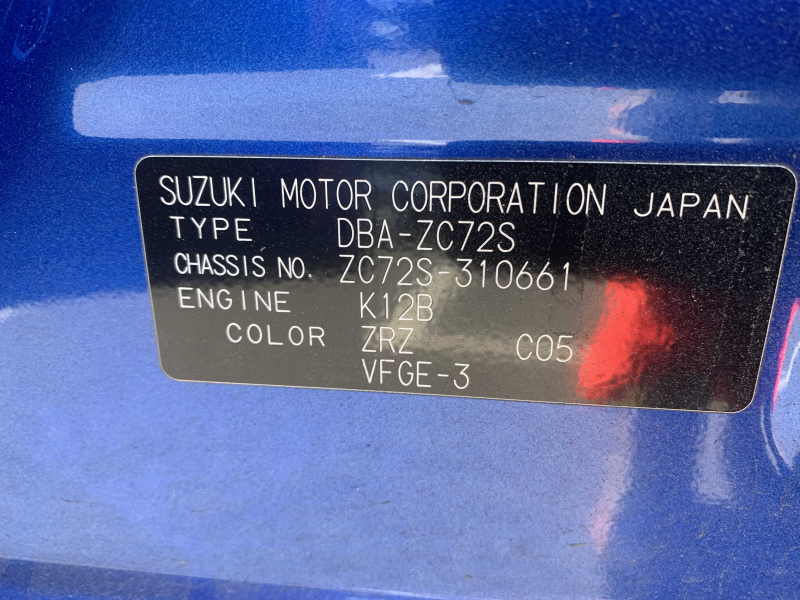 SUZUKI MOTOR CORPORATION JAPAN
TYPE DBA-ZC72S
CHASSIS NO. ZC72S-310661
ENGINE K12B
COLOR ZRZ C05
VFGE-3